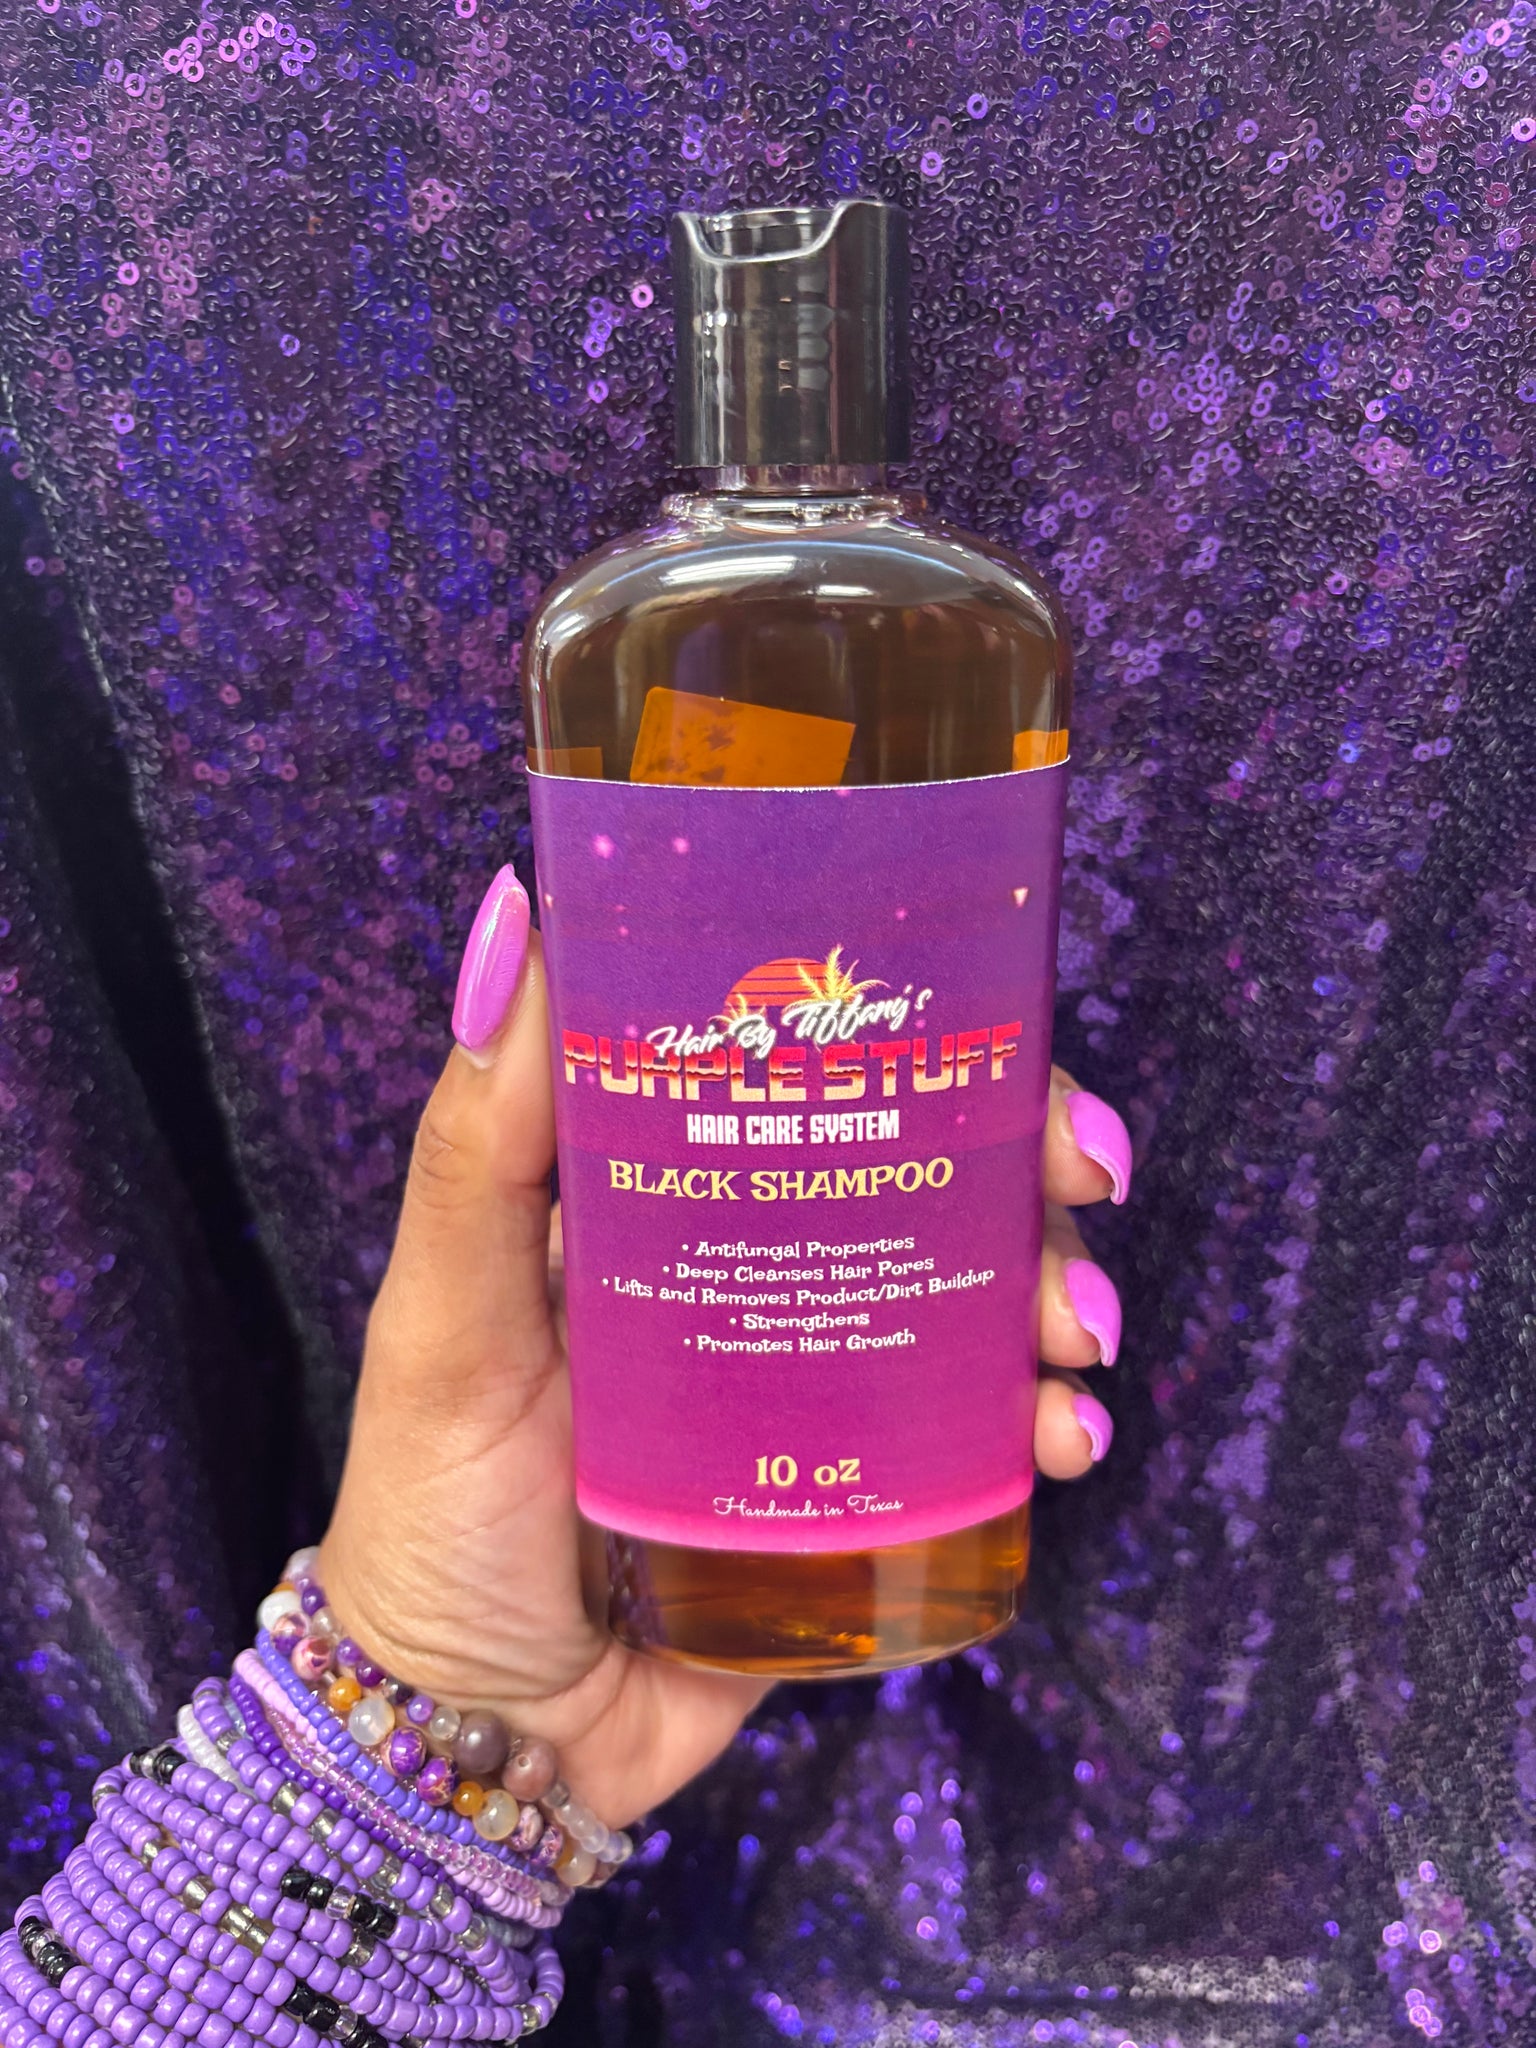 Hair By Tiffany's
PURPLE STUFF
HAIR CARE SYSTEM
BLACK SHAMPOO
• Antifungal Properties
• Deep Cleanses Hair Pores
• Lifts and Removes Product/Dirt Buildup
• Strengthens
• Promotes Hair Growth
10 oz
Handmade in Texas